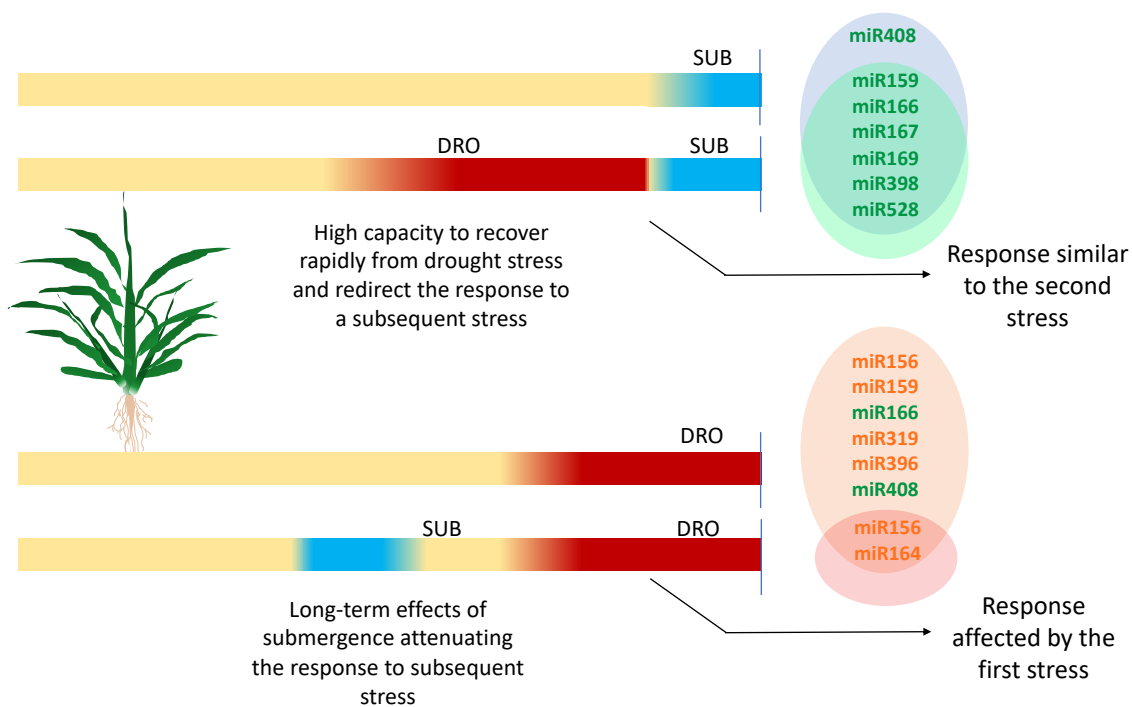 SUB
miR408
miR159
miR166
miR167
miR169
miR398
miR528
DRO
SUB
High capacity to recover
rapidly from drought stress
and redirect the response to
a subsequent stress
Response similar
to the second
stress
DRO
miR156
miR159
miR166
miR319
miR396
miR408
miR156
miR164
SUB
DRO
Long-term effects of
submergence attenuating
the response to subsequent
stress
Response
affected by the
first stress